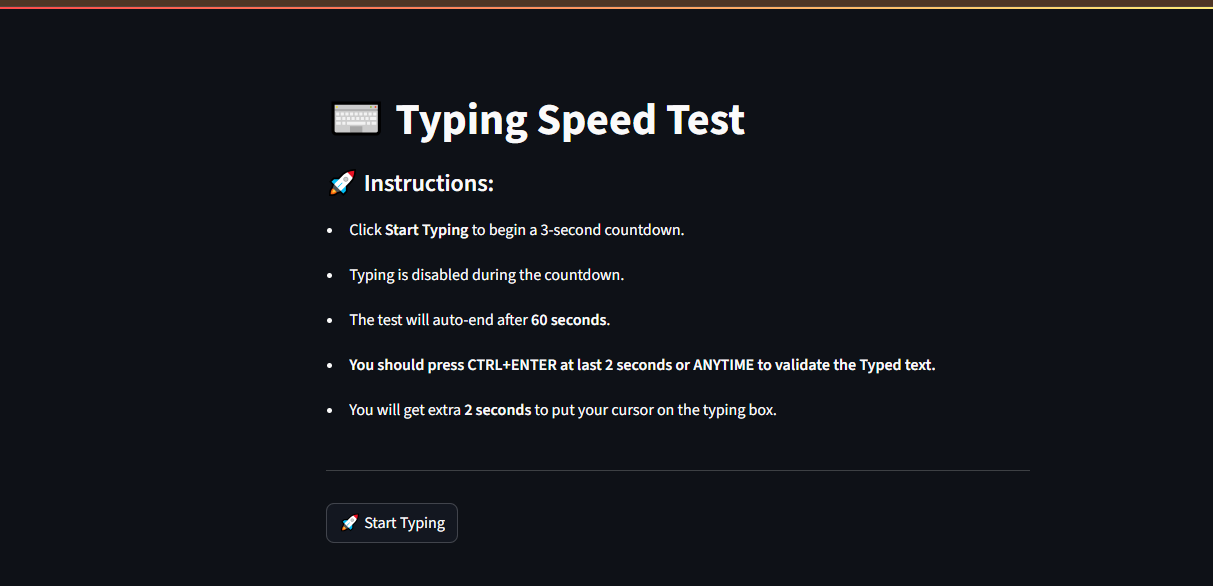 Typing Speed Test
Instructions:
Click Start Typing to begin a 3-second countdown.
Typing is disabled during the countdown.
The test will auto-end after 60 seconds.
You should press CTRL+ENTER at last 2 seconds or ANYTIME to validate the Typed text.
You will get extra 2 seconds to put your cursor on the typing box.
Start Typing